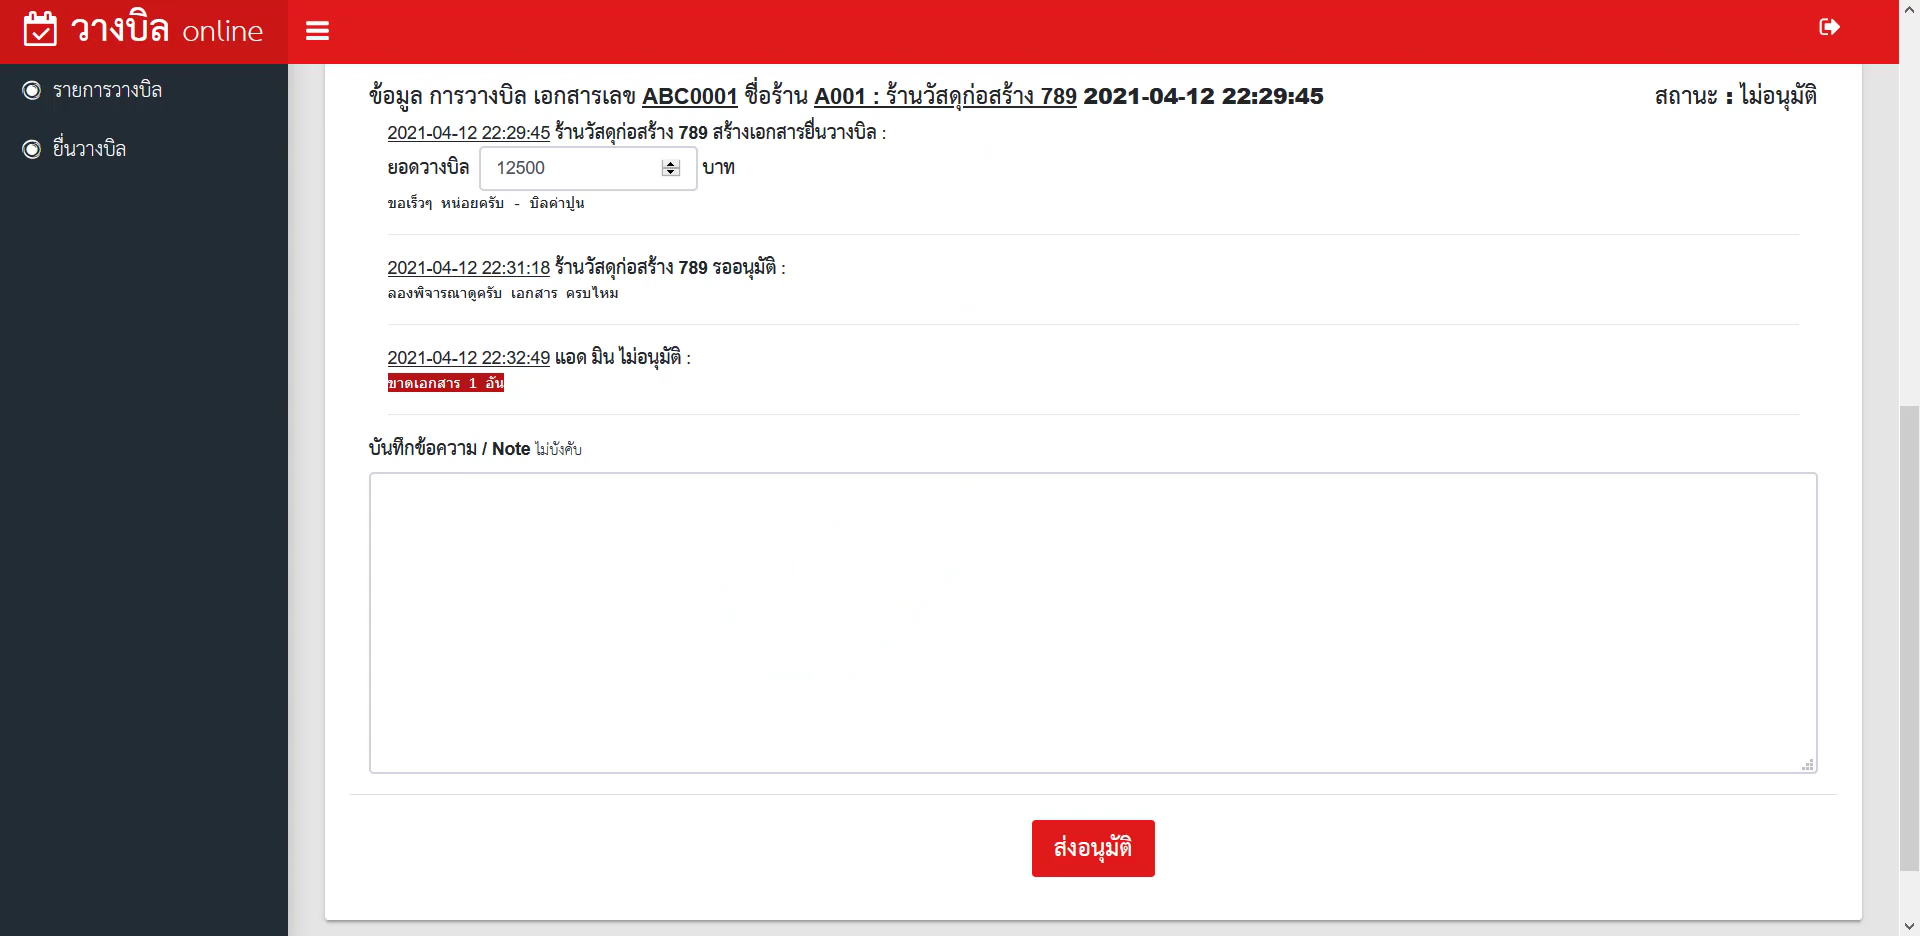 วางบิล online
รายการวางบิล
ยื่นวางบิล
ข้อมูล การวางบิล เอกสารเลข ABC0001 ชื่อร้าน A001 : ร้านวัสดุก่อสร้าง 789 2021-04-12 22:29:45
สถานะ : ไม่อนุมัติ
2021-04-12 22:29:45 ร้านวัสดุก่อสร้าง 789 สร้างเอกสารยื่นวางบิล :
ยอดวางบิล 12500 บาท
ขอเร็วๆ หน่อยครับ - บิลค่าปูน
2021-04-12 22:31:18 ร้านวัสดุก่อสร้าง 789 รออนุมัติ :
ลองพิจารณาดูครับ เอกสาร ครบไหม
2021-04-12 22:32:49 แอด มิน ไม่อนุมัติ :
ขาดเอกสาร 1 อัน
บันทึกข้อความ / Note ไม่บังคับ
ส่งอนุมัติ